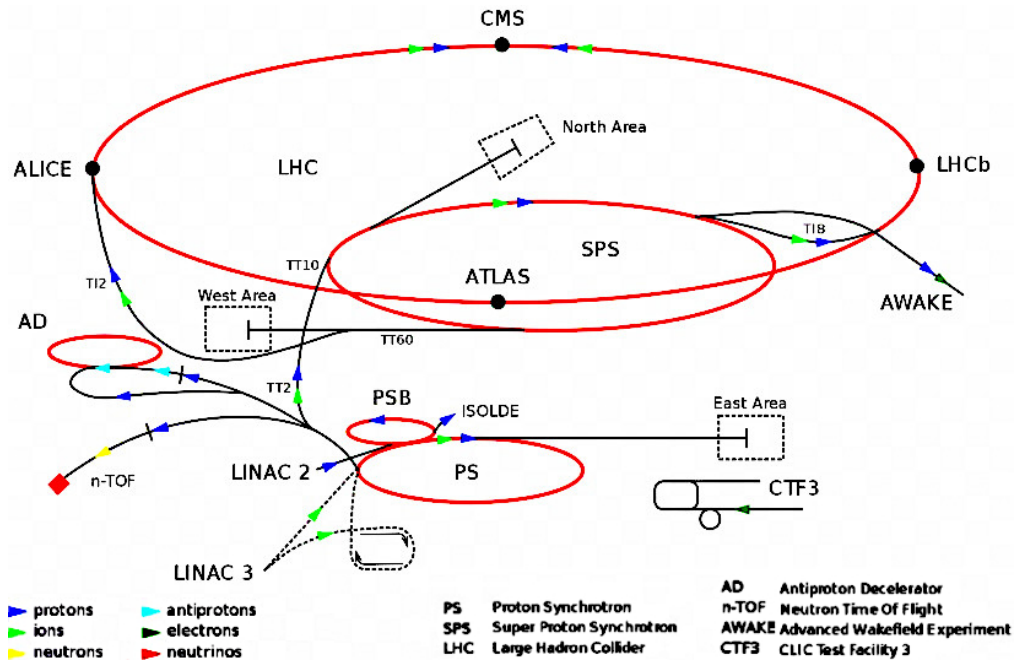 CMS
North Area
ALICE
LHC
LHCb
TI8
SPS
TT10
ATLAS
TI2
West Area
AWAKE
AD
TT60
TT2
PSB
ISOLDE
East Area
LINAC 2
PS
n-TOF
CTF3
LINAC 3
protons
ions
neutrons
antiprotons
electrons
neutrinos
PS Proton Synchrotron
SPS Super Proton Synchrotron
LHC Large Hadron Collider
AD Antiproton Decelerator
n-TOF Neutron Time Of Flight
AWAKE Advanced Wakefield Experiment
CTF3 CLIC Test Facility 3